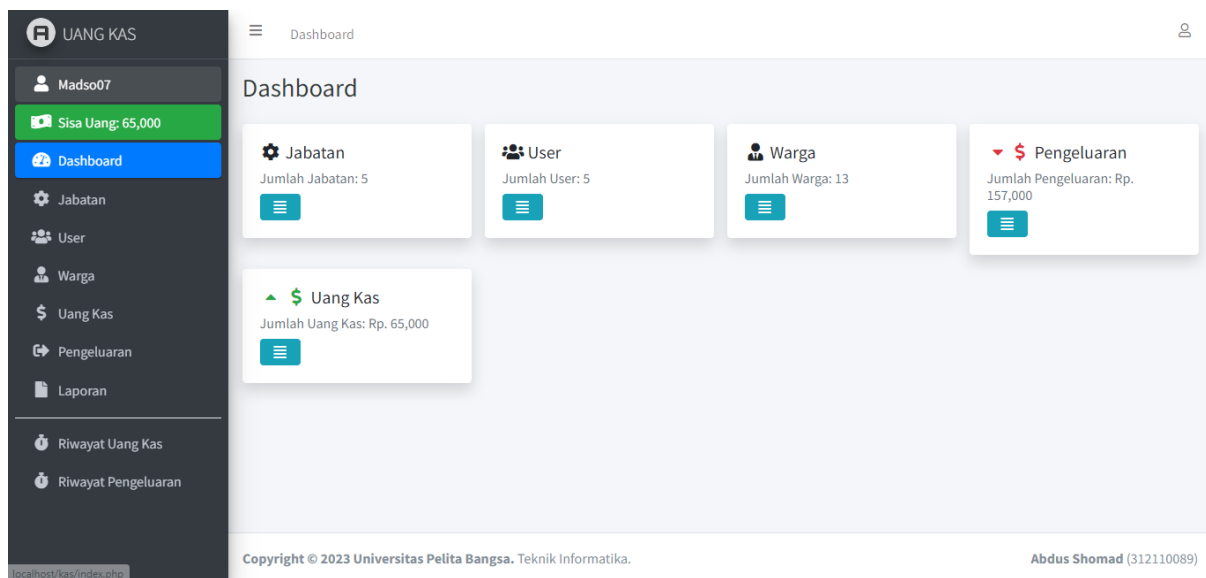 UANG KAS
Dashboard
Madso07
Sisa Uang: 65,000
Dashboard
Jabatan
User
Warga
Uang Kas
Pengeluaran
Laporan
Riwayat Uang Kas
Riwayat Pengeluaran
localhost/kas/index.php
Dashboard
Jabatan
Jumlah Jabatan: 5
User
Jumlah User: 5
Warga
Jumlah Warga: 13
$ Pengeluaran
Jumlah Pengeluaran: Rp.
157,000
$ Uang Kas
Jumlah Uang Kas: Rp. 65,000
Copyright © 2023 Universitas Pelita Bangsa. Teknik Informatika.
Abdus Shomad (312110089)